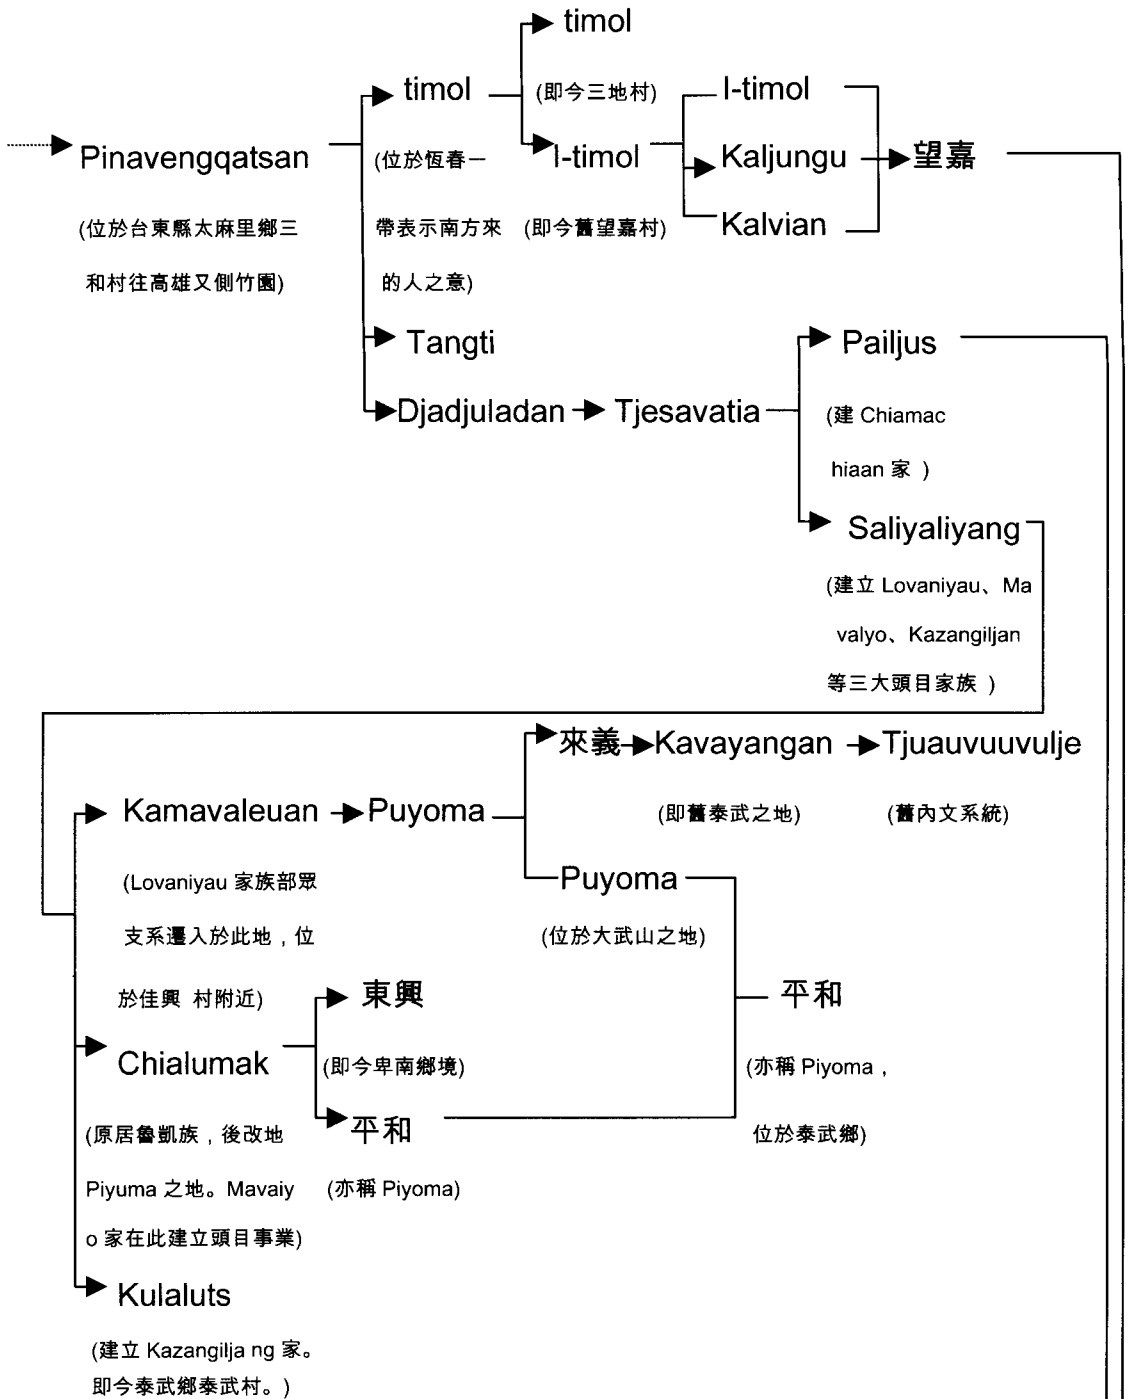 timol
timol
(即今三地村)
I-timol
Pinavengqatsan
(位於恆春一
I-timol
Kaljungu
望嘉
(位於台東縣太麻里鄉三
帶表示南方來
(即今舊望嘉村)
Kalvian
和村往高雄又側竹園)
的人之意)
Tangti
Pailjus
Djadjuladan
Tjesavatia
(建 Chiamac
hiaan 家 )
Saliyaliyang
(建立 Lovaniyau、Ma
valyo、Kazangiljan
等三大頭目家族 )
來義
Kavayangan
Tjuauvuuvulje
Kamavaleuan
Puyoma
(即舊泰武之地)
(舊內文系統)
(Lovaniyau 家族部眾
Puyoma
支系遷入於此地，位
(位於大武山之地)
於佳興 村附近)
東興
平和
Chialumak
(即今卑南鄉境)
(亦稱 Piyoma，
(原居魯凱族，後改地
平和
位於泰武鄉)
Piyuma 之地。Mavaiy
(亦稱 Piyoma)
o 家在此建立頭目事業)
Kulaluts
(建立 Kazangilja ng 家。
即今泰武鄉泰武村。)